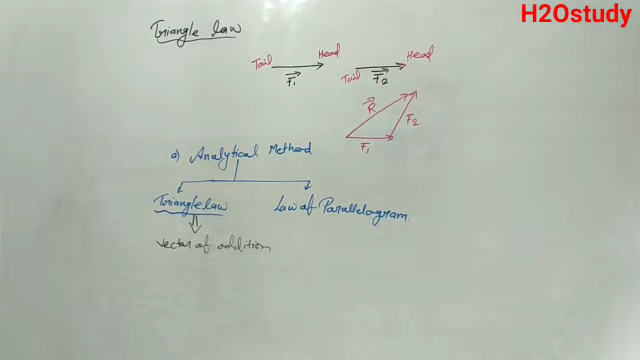 H2Ostudy
Triangle law
Tail Head Tail Head
F₁ F₂
R
F₂
F₁
a) Analytical Method
Triangle law Law of Parallelogram.
vector of addition